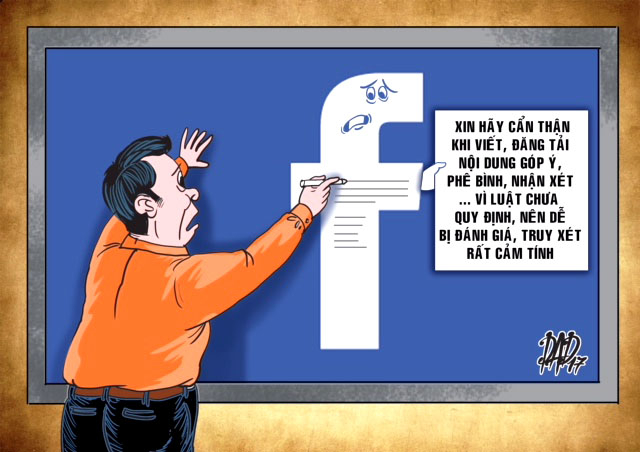 f
XIN HÃY CẨN THẬN
KHI VIẾT, ĐĂNG TẢI
NỘI DUNG GÓP Ý,
PHÊ BÌNH, NHẬN XÉT
... VÌ LUẬT CHƯA
QUY ĐỊNH, NÊN DỄ
BỊ ĐÁNH GIÁ, TRUY XÉT
RẤT CẢM TÍNH
DAD17